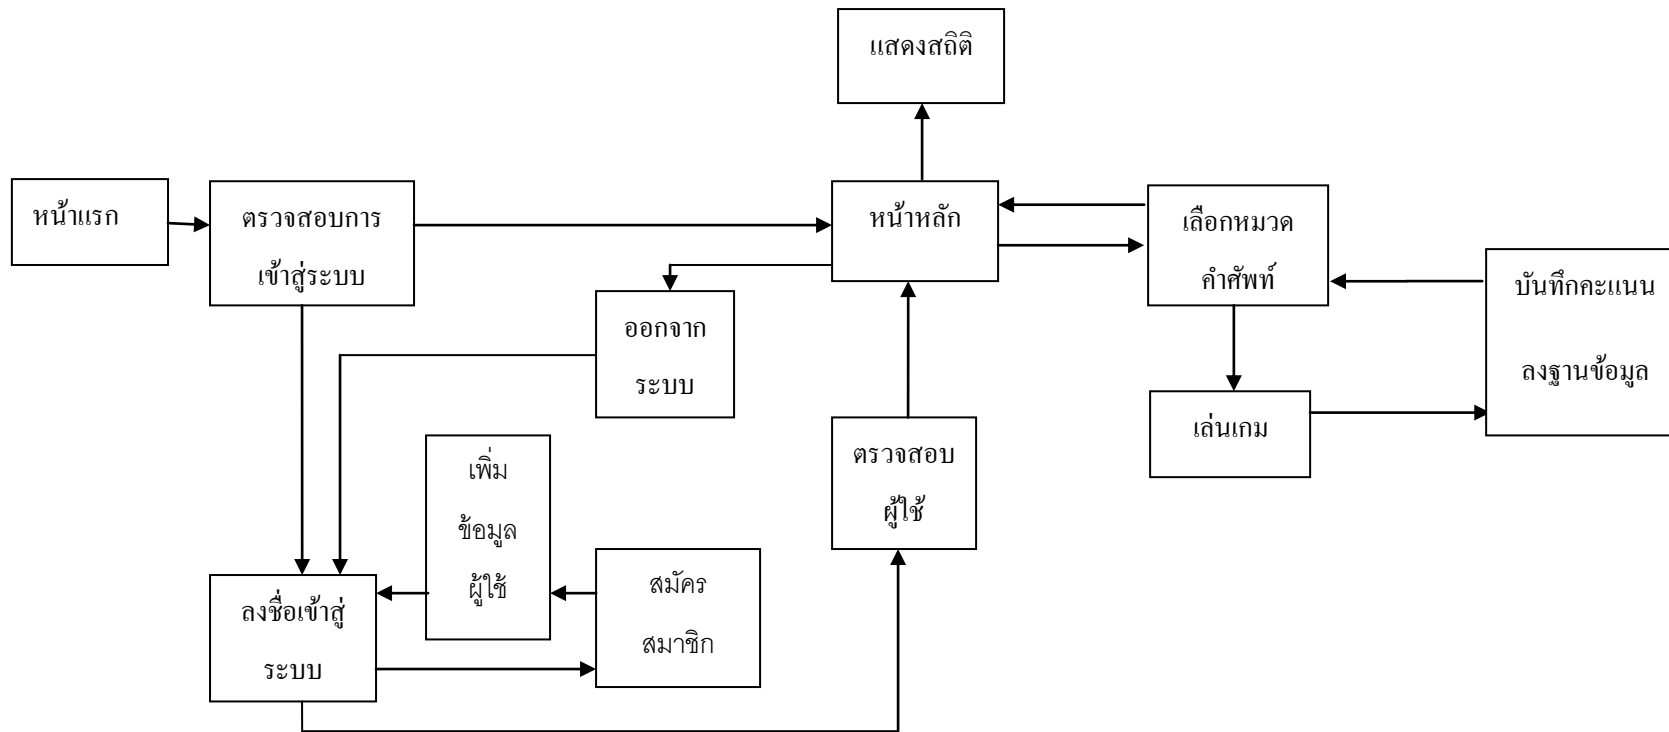 แสดงสถิติ
หน้าแรก
ตรวจสอบการ
เข้าสู่ระบบ
หน้าหลัก
เลือกหมวด
คำศัพท์
บันทึกคะแนน
ลงฐานข้อมูล
ออกจาก
ระบบ
เล่นเกม
ตรวจสอบ
ผู้ใช้
เพิ่ม
ข้อมูล
ผู้ใช้
สมัคร
สมาชิก
ลงชื่อเข้าสู่
ระบบ